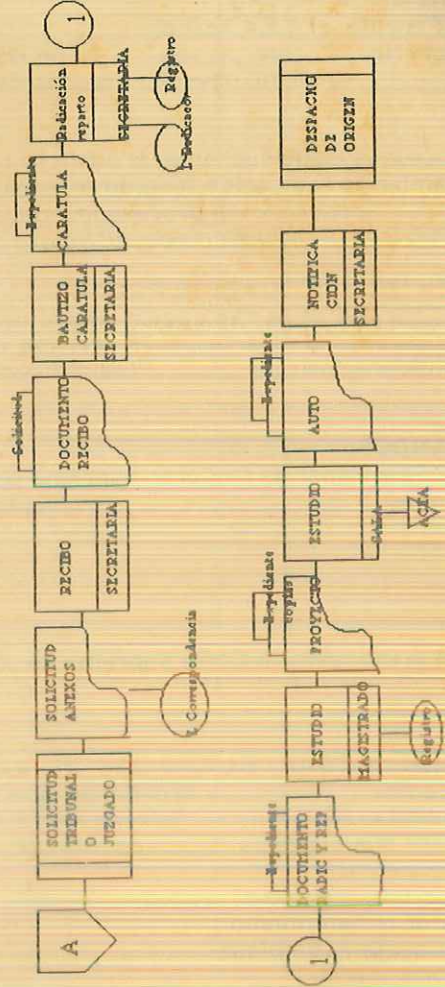 A
SOLICITUD
TRIBUNAL
O
JUZGADO
SOLICITUD
ANEXOS
L Correspondencia
RECIBO
SECRETARIA
Solicitud
DOCUMENTO
RECIBO
BAUTIZO
CARATULA
SECRETARIA
Expediente
CARATULA
Radicación
reparto
SECRETARIA
L Radicador
Registro
1
1
Expediente
DOCUMENTO
RADIC Y REP
ESTUDIO
MAGISTRADO
Registro
Expediente
copias
PROYECTO
ESTUDIO
SALA
ACTA
Expediente
AUTO
NOTIFICA
CION
SECRETARIA
DESPACHO
DE
ORIGEN